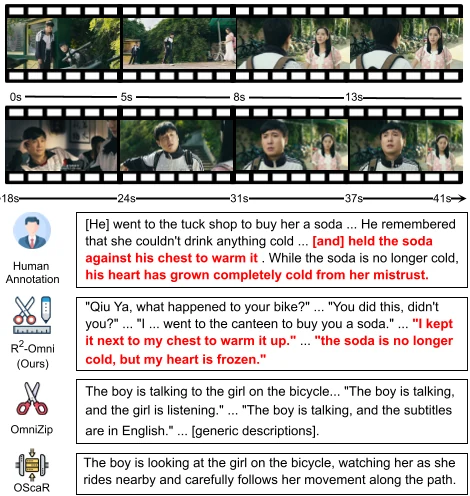 0s 5s 8s 13s
18s 24s 31s 37s 41s
Human
Annotation
[He] went to the tuck shop to buy her a soda ... He remembered
that she couldn't drink anything cold ... [and] held the soda
against his chest to warm it . While the soda is no longer cold,
his heart has grown completely cold from her mistrust.
R²-Omni
(Ours)
"Qiu Ya, what happened to your bike?" ... "You did this, didn't
you?" ... "I ... went to the canteen to buy you a soda." ... "I kept
it next to my chest to warm it up." ... "the soda is no longer
cold, but my heart is frozen."
OmniZip
The boy is talking to the girl on the bicycle... "The boy is talking,
and the girl is listening." ... "The boy is talking, and the subtitles
are in English." ... [generic descriptions].
OScaR
The boy is looking at the girl on the bicycle, watching her as she
rides nearby and carefully follows her movement along the path.